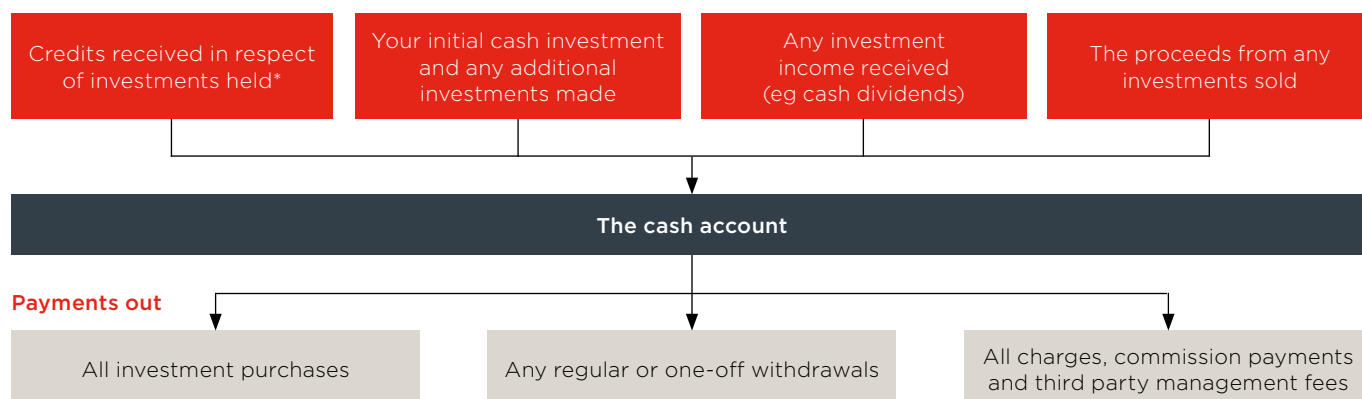 Credits received in respect
of investments held*
Your initial cash investment
and any additional
investments made
Any investment
income received
(eg cash dividends)
The proceeds from any
investments sold
The cash account
Payments out
All investment purchases
Any regular or one-off withdrawals
All charges, commission payments
and third party management fees